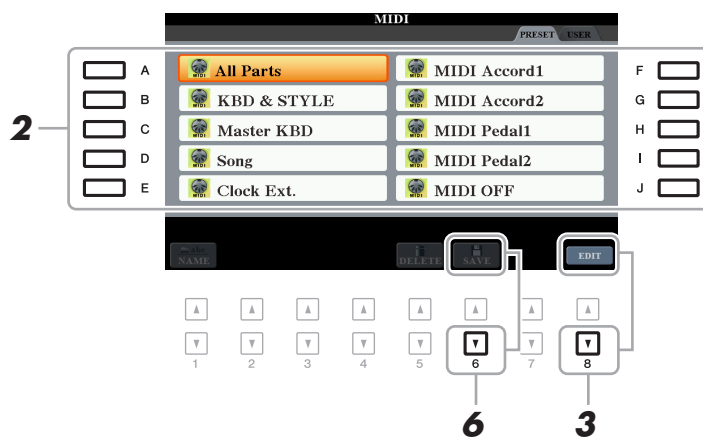 MIDI
PRESET USER
A All Parts MIDI Accord1 F
B KBD & STYLE MIDI Accord2 G
2 C Master KBD MIDI Pedal1 H
D Song MIDI Pedal2 I
E Clock Ext. MIDI OFF J
NAME DELETE SAVE EDIT
1 2 3 4 5 6 7 8
6 3